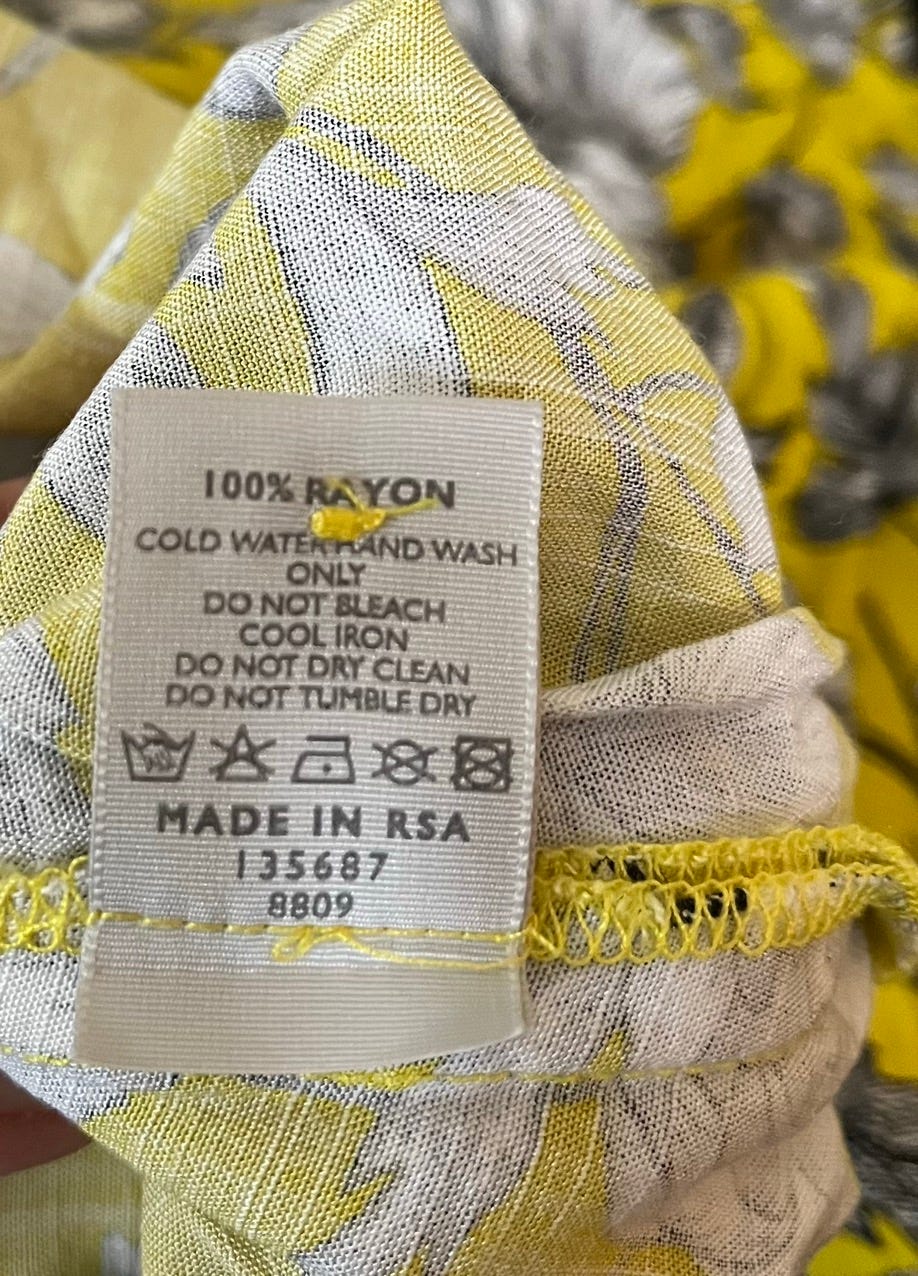 100% RAYON
COLD WATER HAND WASH
ONLY
DO NOT BLEACH
COOL IRON
DO NOT DRY CLEAN
DO NOT TUMBLE DRY
MADE IN RSA
135687
8809